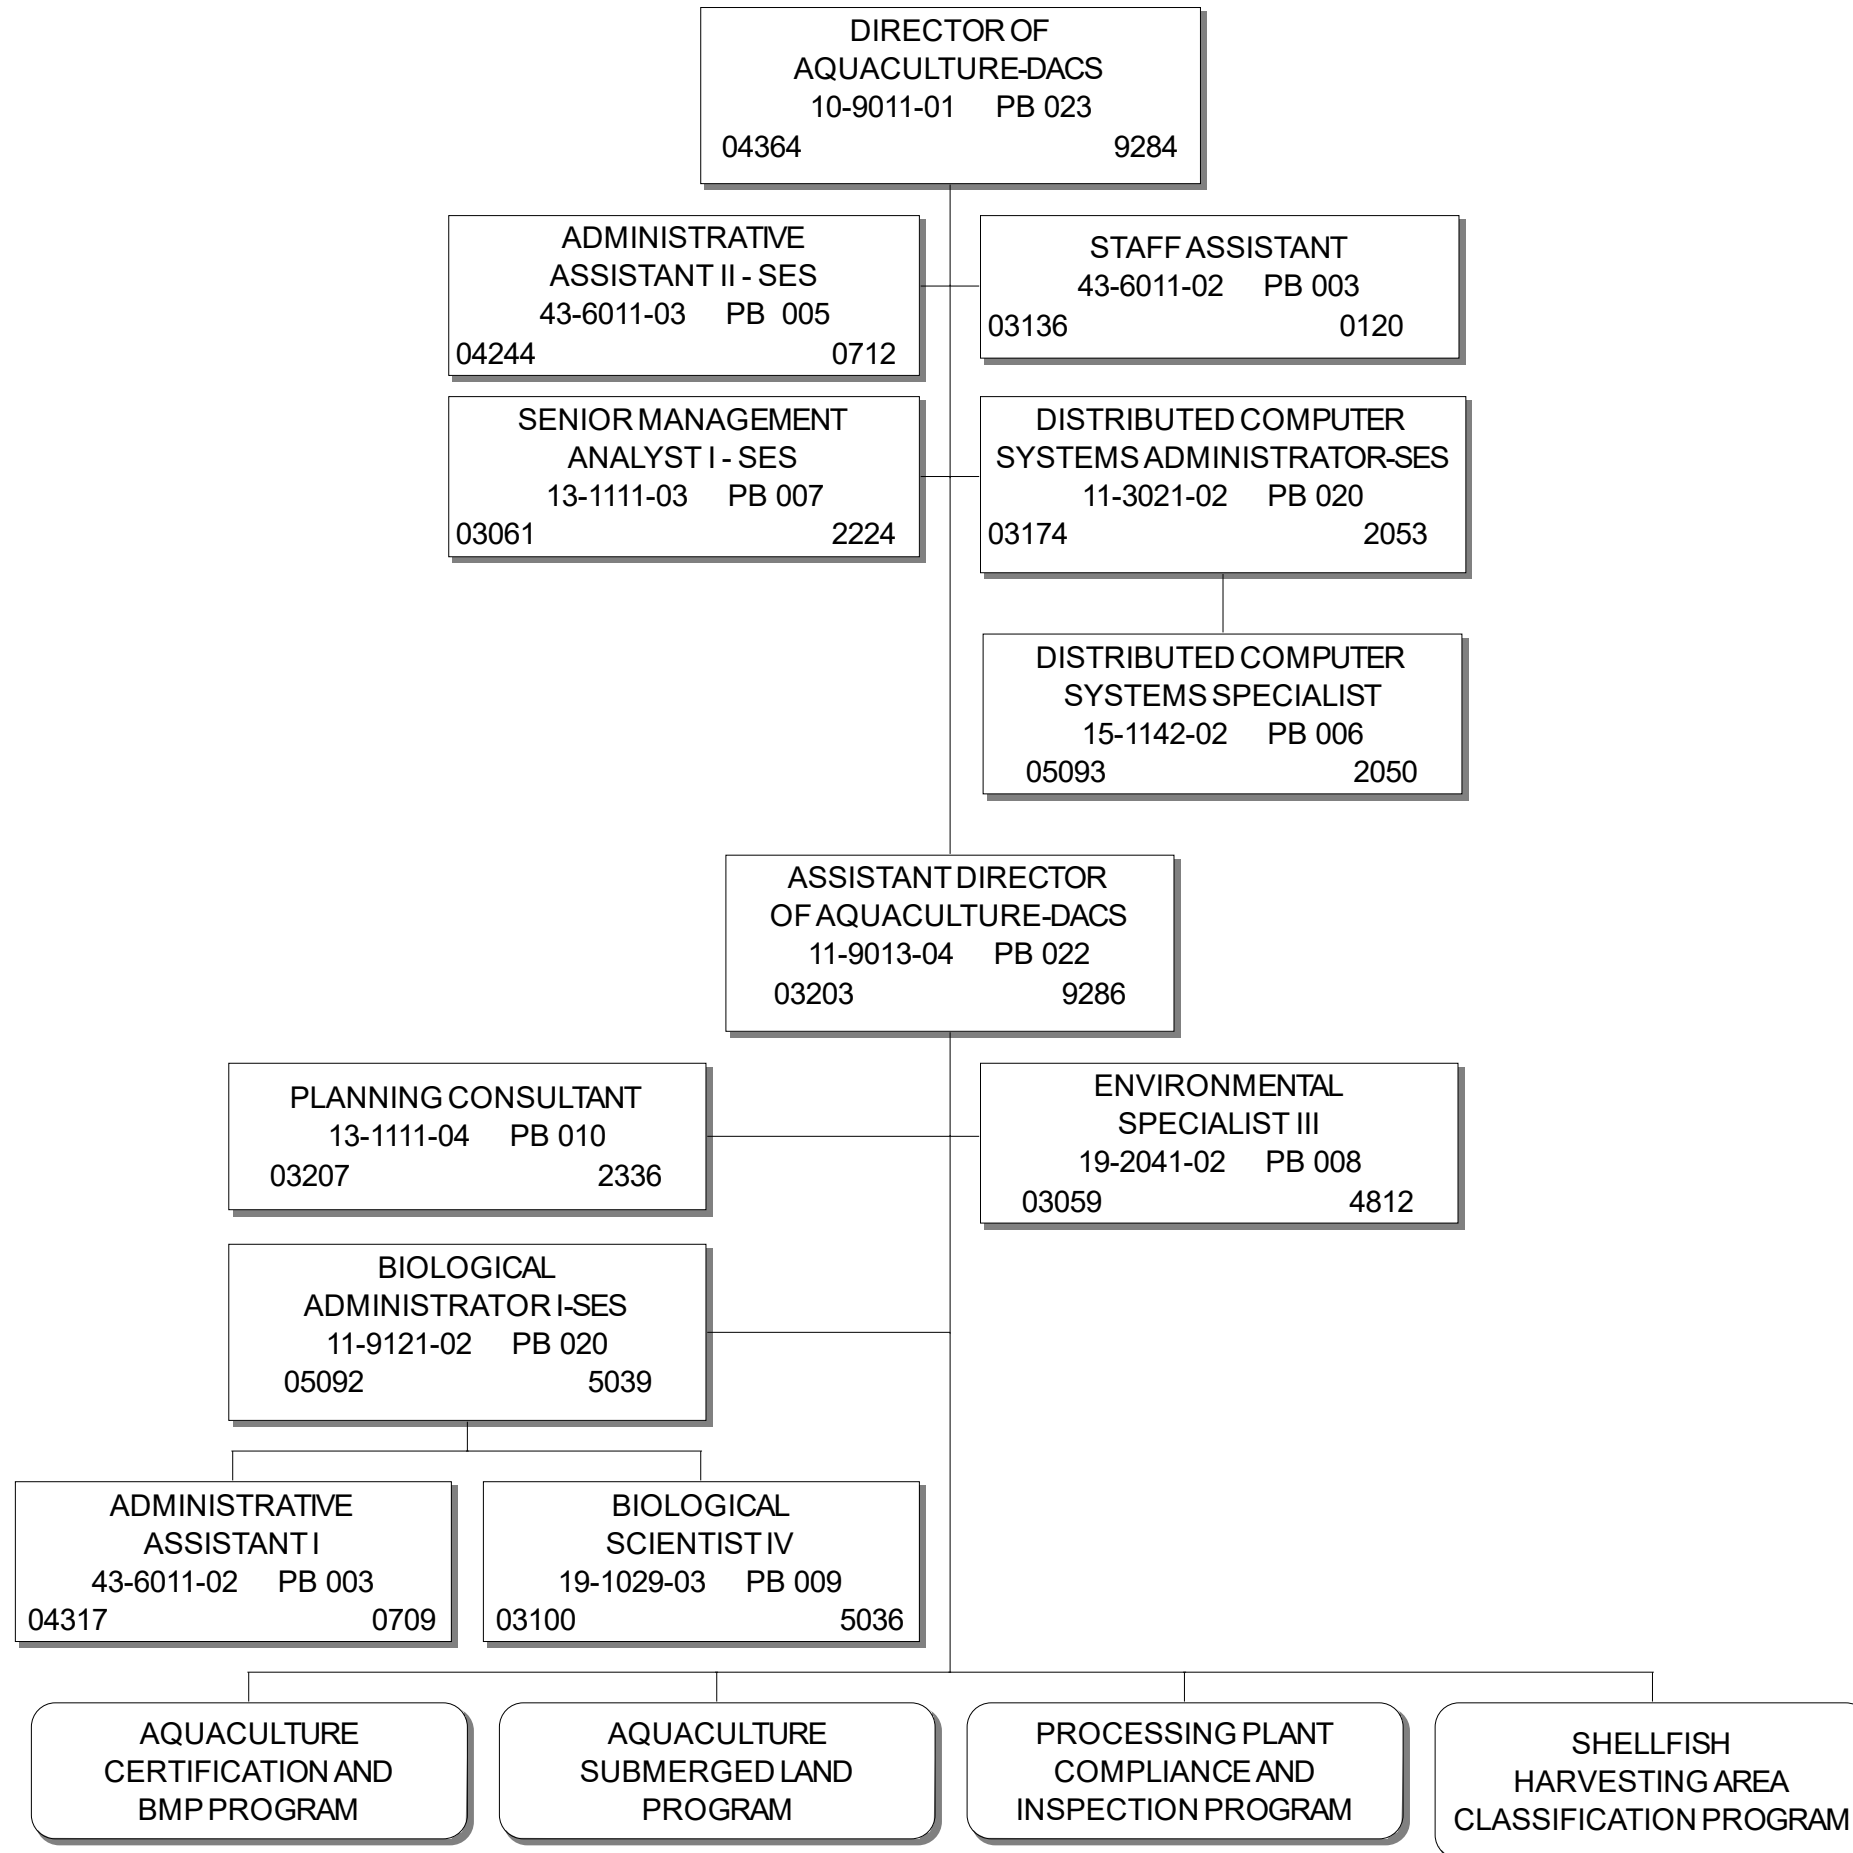 DIRECTOR OF
AQUACULTURE-DACS
10-9011-01 PB 023
04364 9284
ADMINISTRATIVE
ASSISTANT II - SES
43-6011-03 PB 005
04244 0712
STAFF ASSISTANT
43-6011-02 PB 003
03136 0120
SENIOR MANAGEMENT
ANALYST I - SES
13-1111-03 PB 007
03061 2224
DISTRIBUTED COMPUTER
SYSTEMS ADMINISTRATOR-SES
11-3021-02 PB 020
03174 2053
DISTRIBUTED COMPUTER
SYSTEMS SPECIALIST
15-1142-02 PB 006
05093 2050
ASSISTANT DIRECTOR
OF AQUACULTURE-DACS
11-9013-04 PB 022
03203 9286
PLANNING CONSULTANT
13-1111-04 PB 010
03207 2336
ENVIRONMENTAL
SPECIALIST III
19-2041-02 PB 008
03059 4812
BIOLOGICAL
ADMINISTRATOR I-SES
11-9121-02 PB 020
05092 5039
ADMINISTRATIVE
ASSISTANT I
43-6011-02 PB 003
04317 0709
BIOLOGICAL
SCIENTIST IV
19-1029-03 PB 009
03100 5036
AQUACULTURE
CERTIFICATION AND
BMP PROGRAM
AQUACULTURE
SUBMERGED LAND
PROGRAM
PROCESSING PLANT
COMPLIANCE AND
INSPECTION PROGRAM
SHELLFISH
HARVESTING AREA
CLASSIFICATION PROGRAM